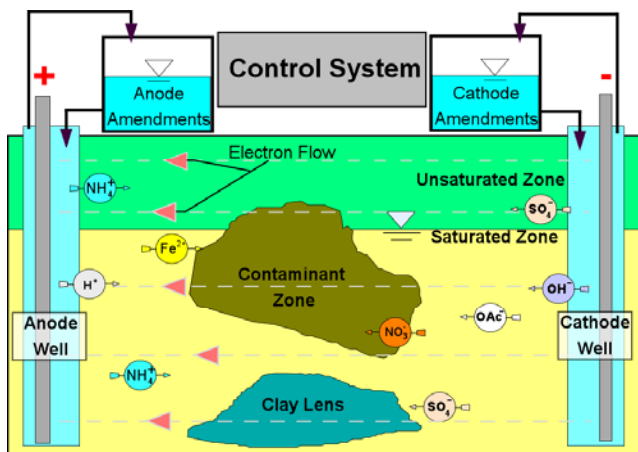 +
Anode
Amendments
Control System
Cathode
Amendments
-
Electron Flow
NH₄⁺
Unsaturated Zone
SO₄⁻
Saturated Zone
Fe²⁺
Contaminant
Zone
H⁺
OH⁻
OAc⁻
NO₃⁻
Anode
Well
Cathode
Well
NH₄⁺
Clay Lens
SO₄⁻